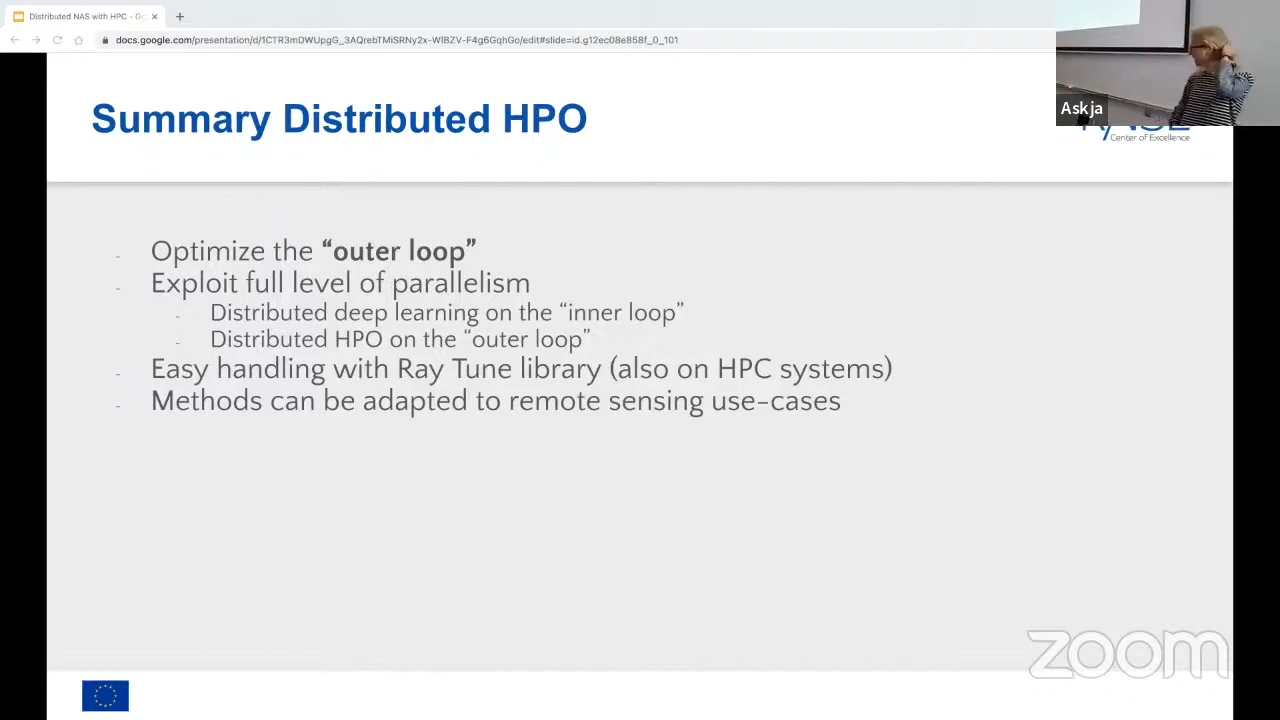 Distributed NAS with HPC - Go
docs.google.com/presentation/d/1CTR3mDWUpgG_3AQrebTMiSRNy2x-WIBZV-F4g6GqhGo/edit#slide=id.g12ec08e858f_0_101
Askja
Summary Distributed HPO
Center of Excellence
- Optimize the “outer loop”
- Exploit full level of parallelism
- Distributed deep learning on the “inner loop”
- Distributed HPO on the “outer loop”
- Easy handling with Ray Tune library (also on HPC systems)
- Methods can be adapted to remote sensing use-cases
zoom